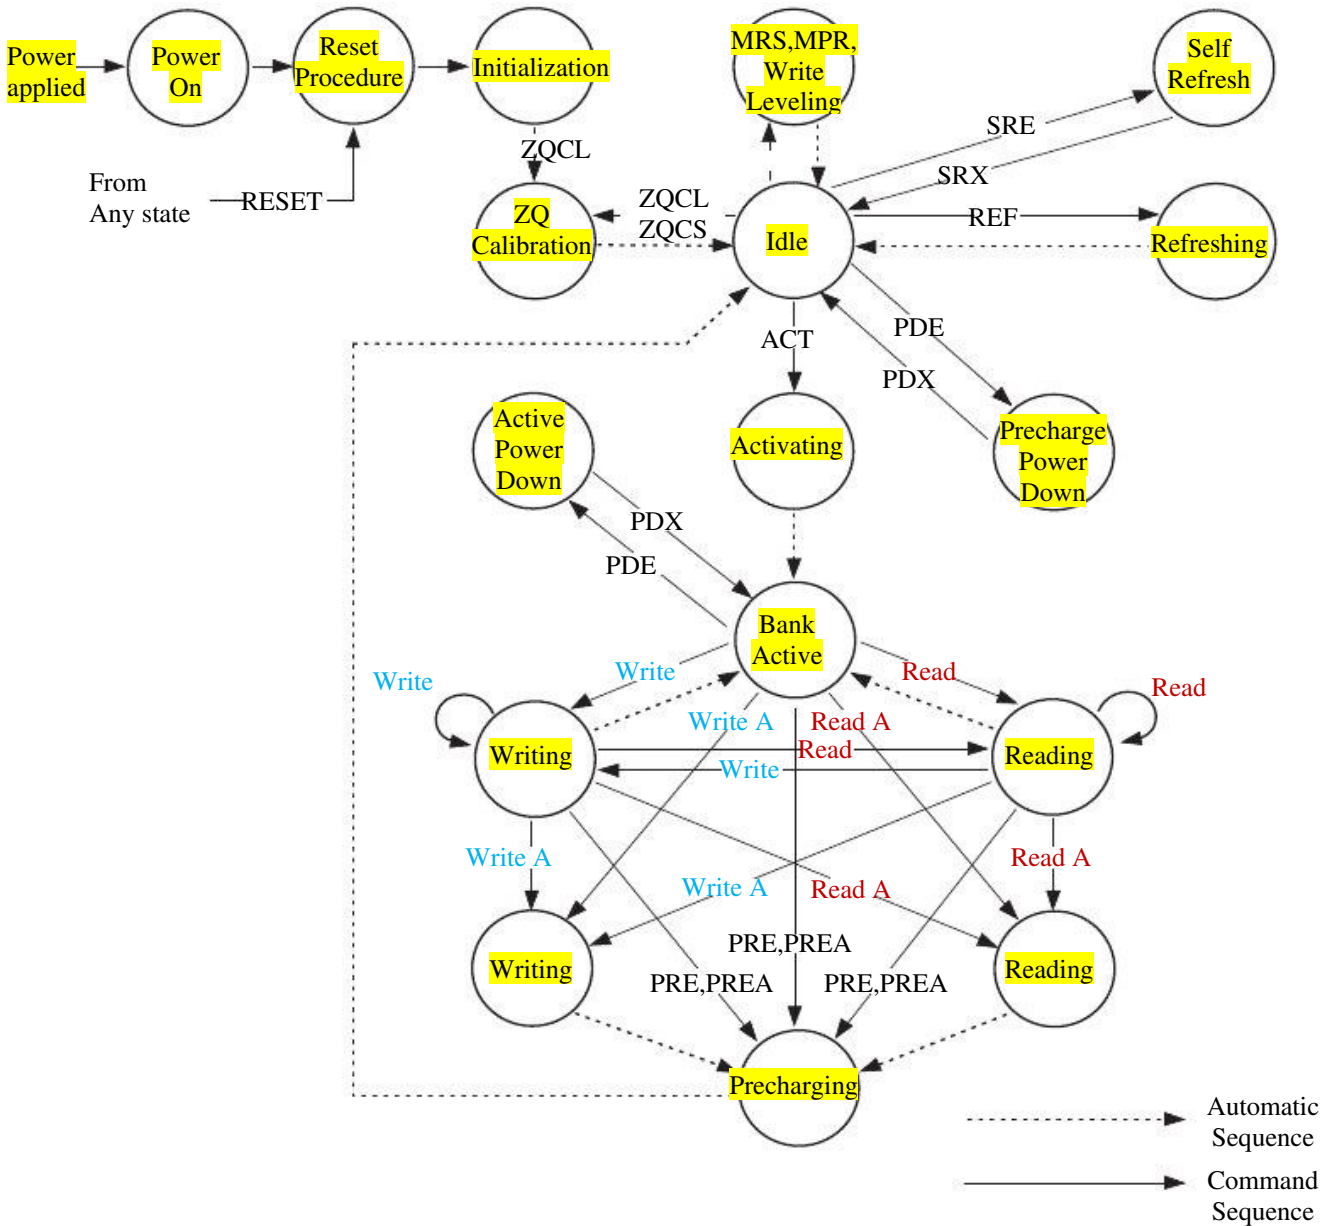 Power
applied
Power
On
Reset
Procedure
Initialization
MRS,MPR,
Write
Leveling
Self
Refresh
SRE
SRX
ZQCL
From
Any state
RESET
ZQ
Calibration
ZQCL
ZQCS
Idle
REF
Refreshing
ACT
PDE
PDX
Active
Power
Down
Activating
Precharge
Power
Down
PDX
PDE
Bank
Active
Write
Write
Read
Read
Write A
Read A
Writing
Read
Write
Reading
Write A
Write A
Read A
Read A
Writing
PRE,PREA
PRE,PREA
PRE,PREA
Reading
Precharging
Automatic
Sequence
Command
Sequence